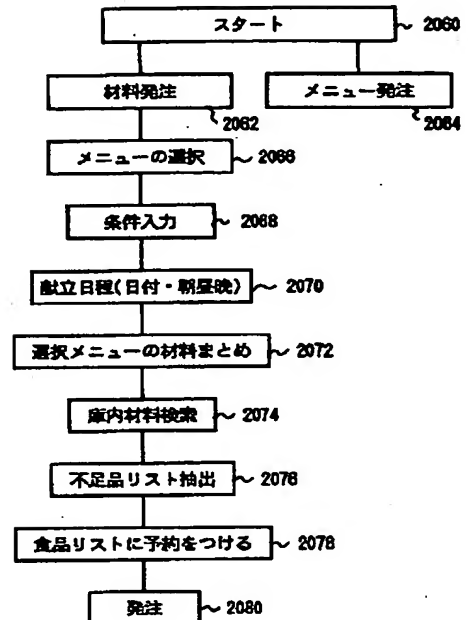 スタート 2060
材料発注 2062
メニュー発注 2064
メニューの選択 2066
条件入力 2068
献立日程(日付・朝昼晩) 2070
選択メニューの材料まとめ 2072
庫内材料検索 2074
不足品リスト抽出 2076
食品リストに予約をつける 2078
発注 2080